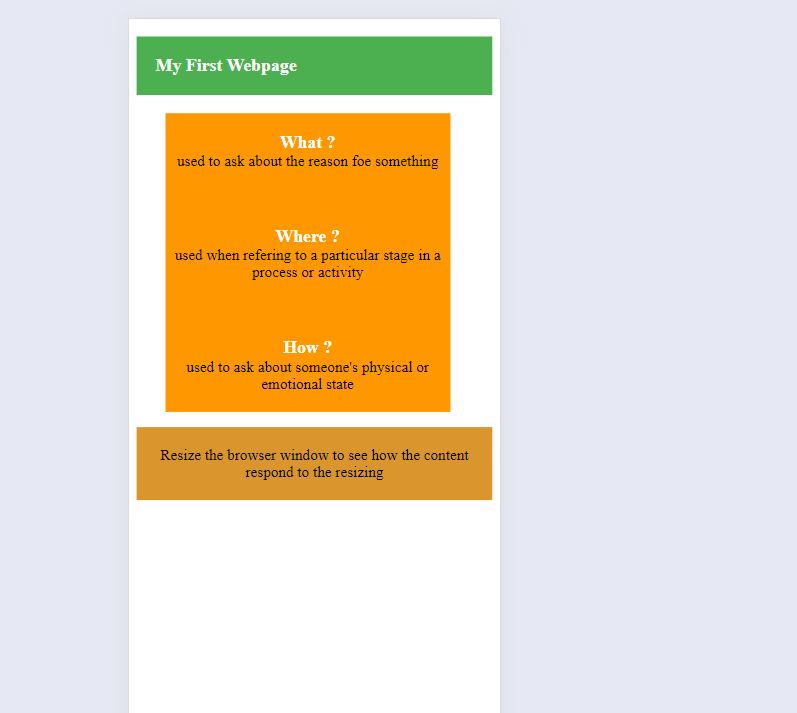 My First Webpage
What ?
used to ask about the reason foe something
Where ?
used when refering to a particular stage in a
process or activity
How ?
used to ask about someone's physical or
emotional state
Resize the browser window to see how the content
respond to the resizing